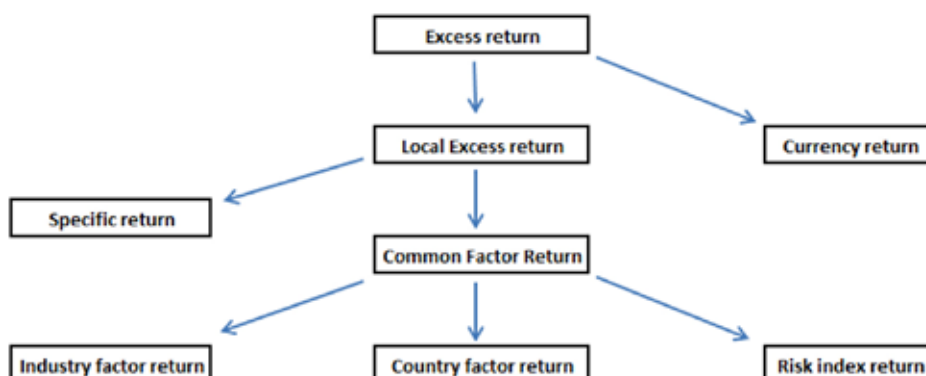 Excess return
Local Excess return
Currency return
Specific return
Common Factor Return
Industry factor return
Country factor return
Risk index return